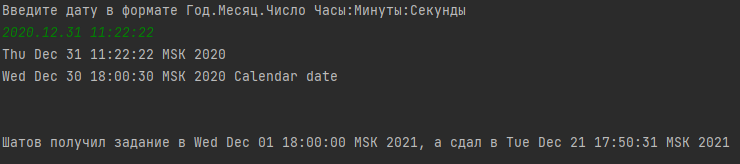 Введите дату в формате Год.Месяц.Число Часы:Минуты:Секунды
2020.12.31 11:22:22
Thu Dec 31 11:22:22 MSK 2020
Wed Dec 30 18:00:30 MSK 2020 Calendar date
Шатов получил задание в Wed Dec 01 18:00:00 MSK 2021, а сдал в Tue Dec 21 17:50:31 MSK 2021